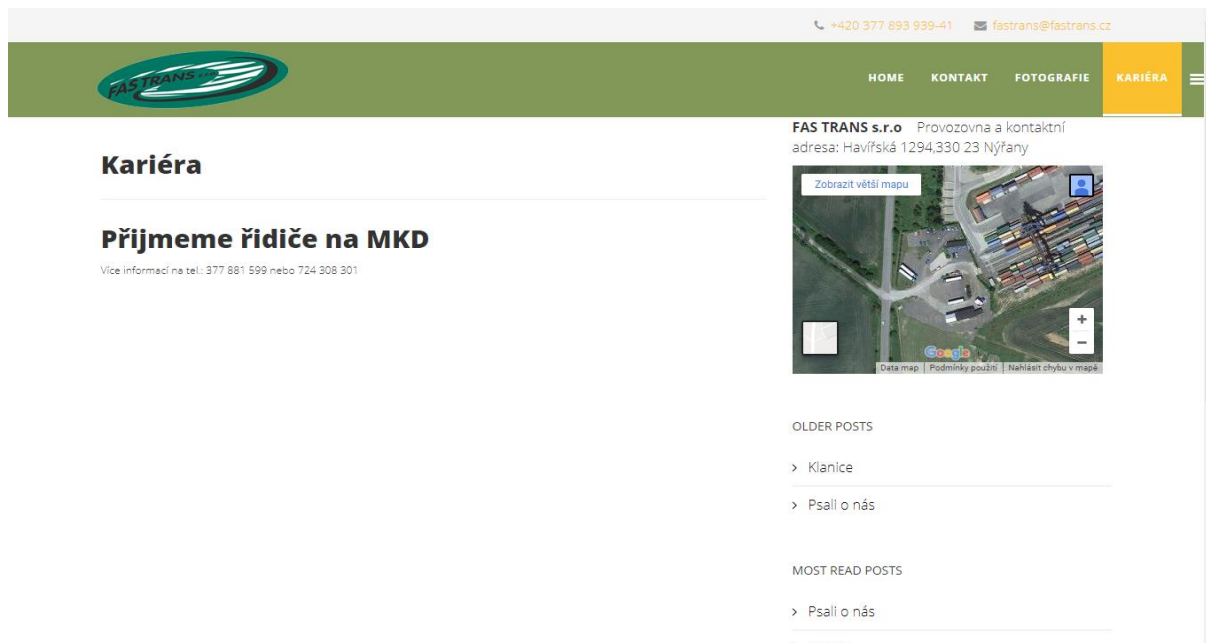 +420 377 893 939-41 fastrans@fastrans.cz
FAS TRANS s.r.o.
HOME KONTAKT FOTOGRAFIE KARIÉRA
Kariéra
Přijmeme řidiče na MKD
Více informací na tel.: 377 881 599 nebo 724 308 301
FAS TRANS s.r.o Provozovna a kontaktní
adresa: Havířská 1294,330 23 Nýřany
Zobrazit větší mapu
Google
Data map Podmínky použití Nahlásit chybu v mapě
OLDER POSTS
Klanice
Psali o nás
MOST READ POSTS
Psali o nás